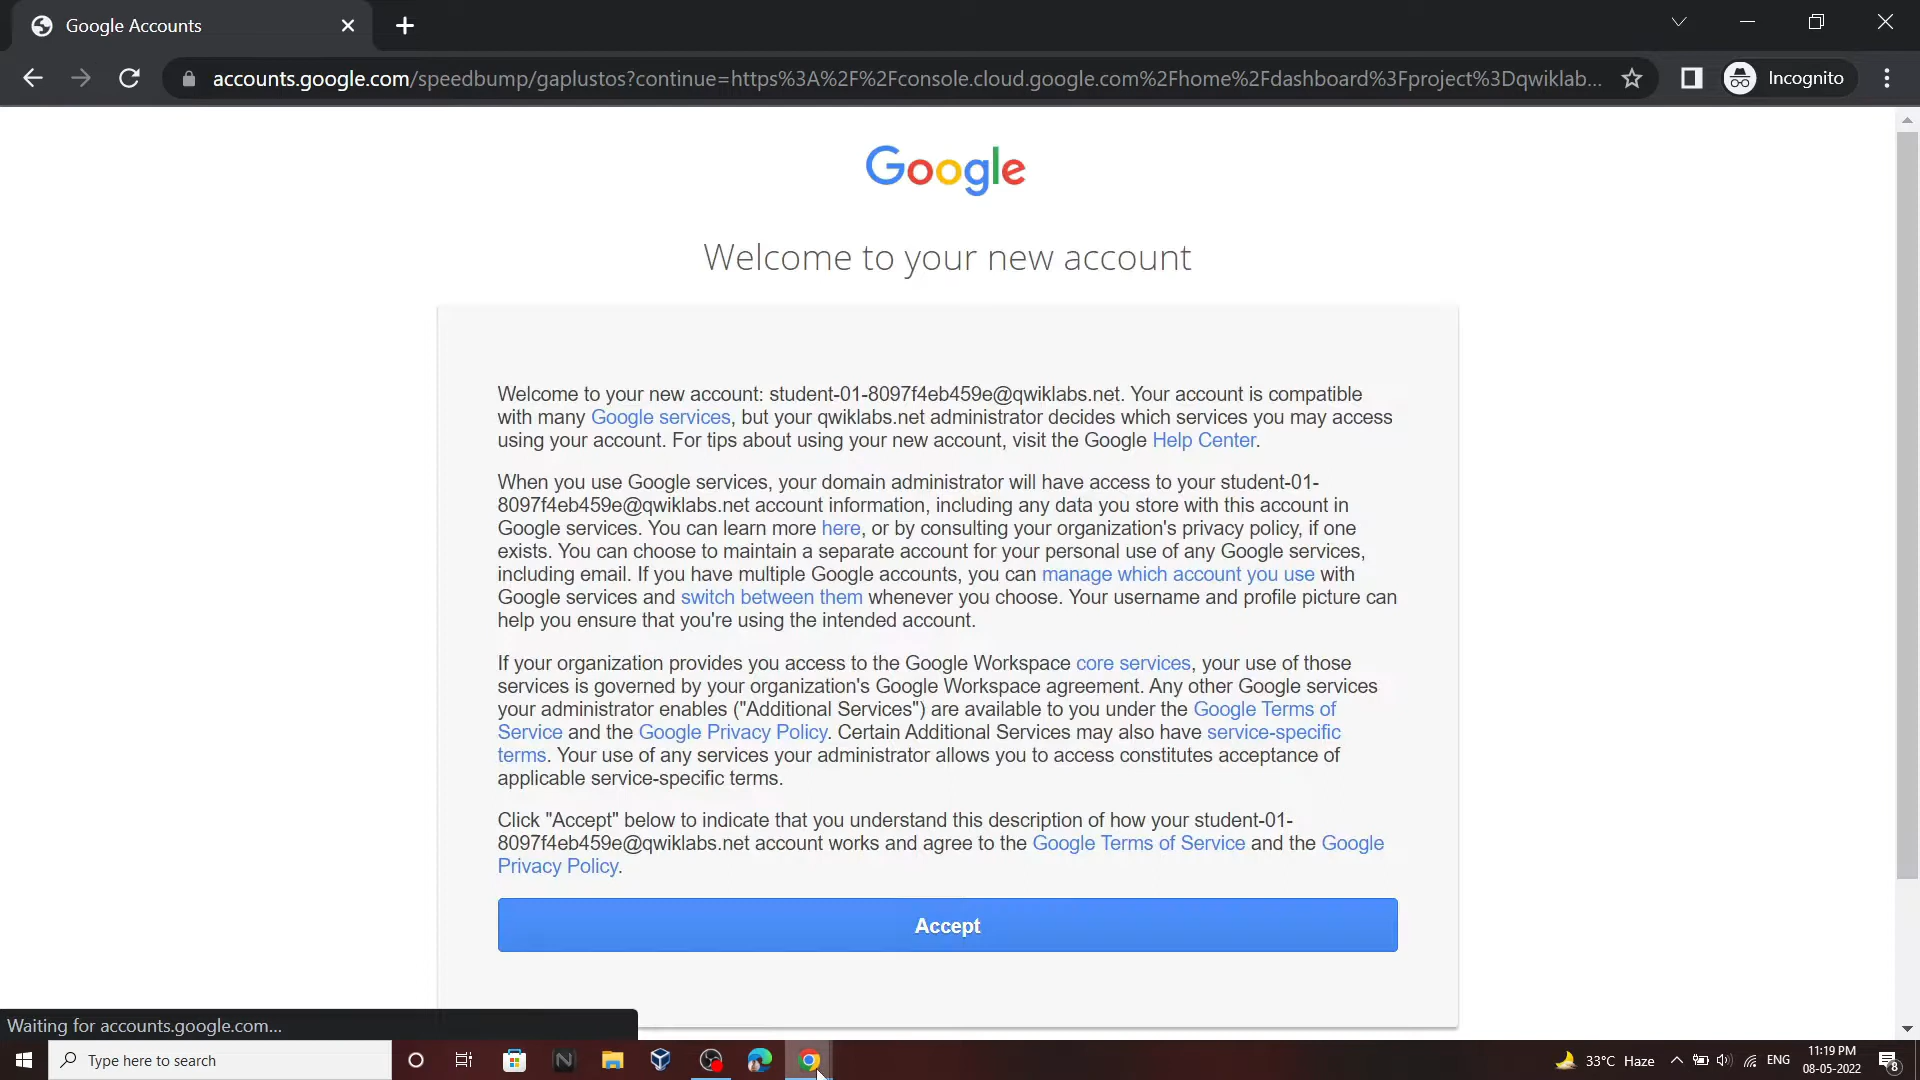 Google Accounts
accounts.google.com/speedbump/gaplustos?continue=https%3A%2F%2Fconsole.cloud.google.com%2Fhome%2Fdashboard%3Fproject%3Dqwiklab...
Incognito
Google
Welcome to your new account
Welcome to your new account: student-01-8097f4eb459e@qwiklabs.net. Your account is compatible
with many Google services, but your qwiklabs.net administrator decides which services you may access
using your account. For tips about using your new account, visit the Google Help Center.
When you use Google services, your domain administrator will have access to your student-01-
8097f4eb459e@qwiklabs.net account information, including any data you store with this account in
Google services. You can learn more here, or by consulting your organization's privacy policy, if one
exists. You can choose to maintain a separate account for your personal use of any Google services,
including email. If you have multiple Google accounts, you can manage which account you use with
Google services and switch between them whenever you choose. Your username and profile picture can
help you ensure that you're using the intended account.
If your organization provides you access to the Google Workspace core services, your use of those
services is governed by your organization's Google Workspace agreement. Any other Google services
your administrator enables ("Additional Services") are available to you under the Google Terms of
Service and the Google Privacy Policy. Certain Additional Services may also have service-specific
terms. Your use of any services your administrator allows you to access constitutes acceptance of
applicable service-specific terms.
Click "Accept" below to indicate that you understand this description of how your student-01-
8097f4eb459e@qwiklabs.net account works and agree to the Google Terms of Service and the Google
Privacy Policy.
Accept
Waiting for accounts.google.com...
Type here to search
33°C Haze
ENG
11:19 PM
08-05-2022
8